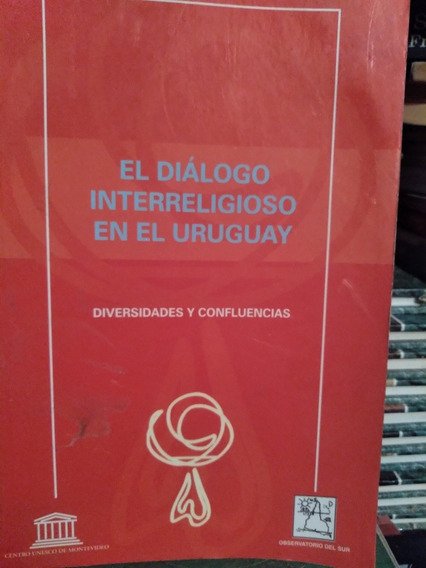 EL DIÁLOGO
INTERRELIGIOSO
EN EL URUGUAY
DIVERSIDADES Y CONFLUENCIAS
CENTRO UNESCO DE MONTEVIDEO
OBSERVATORIO DEL SUR